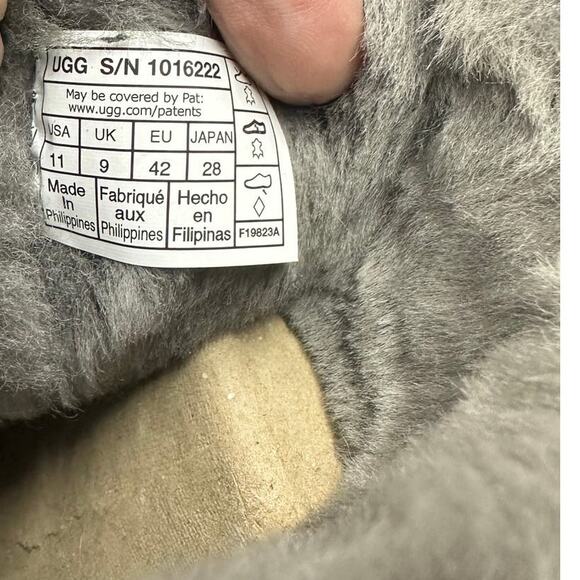 UGG S/N 1016222
May be covered by Pat:
www.ugg.com/patents
USA UK EU JAPAN
11 9 42 28
Made In Philippines
Fabriqué aux Philippines
Hecho en Filipinas
F19823A